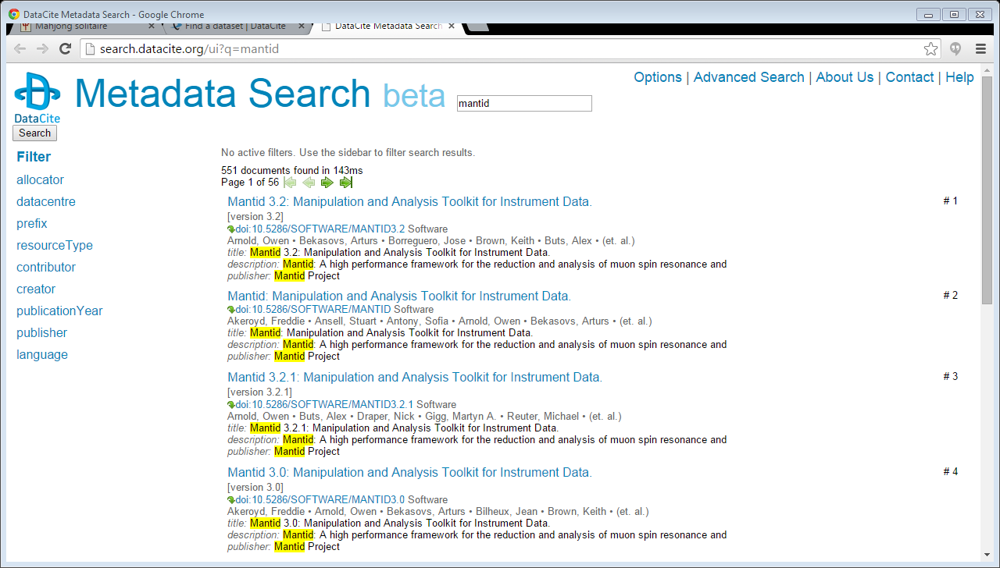 DataCite Metadata Search - Google Chrome
Mahjong solitaire
Find a dataset | DataCite
DataCite Metadata Search
search.datacite.org/ui?q=mantid
Options | Advanced Search | About Us | Contact | Help
DataCite
Metadata Search beta
mantid
Search
Filter
allocator
datacentre
prefix
resourceType
contributor
creator
publicationYear
publisher
language
No active filters. Use the sidebar to filter search results.
551 documents found in 143ms
Page 1 of 56
Mantid 3.2: Manipulation and Analysis Toolkit for Instrument Data. # 1
[version 3.2]
doi:10.5286/SOFTWARE/MANTID3.2 Software
Arnold, Owen • Bekasovs, Arturs • Borreguero, Jose • Brown, Keith • Buts, Alex • (et. al.)
title: Mantid 3.2: Manipulation and Analysis Toolkit for Instrument Data.
description: Mantid: A high performance framework for the reduction and analysis of muon spin resonance and
publisher: Mantid Project
Mantid: Manipulation and Analysis Toolkit for Instrument Data. # 2
doi:10.5286/SOFTWARE/MANTID Software
Akeroyd, Freddie • Ansell, Stuart • Antony, Sofia • Arnold, Owen • Bekasovs, Arturs • (et. al.)
title: Mantid: Manipulation and Analysis Toolkit for Instrument Data.
description: Mantid: A high performance framework for the reduction and analysis of muon spin resonance and
publisher: Mantid Project
Mantid 3.2.1: Manipulation and Analysis Toolkit for Instrument Data. # 3
[version 3.2.1]
doi:10.5286/SOFTWARE/MANTID3.2.1 Software
Arnold, Owen • Buts, Alex • Draper, Nick • Gigg, Martyn A. • Reuter, Michael • (et. al.)
title: Mantid 3.2.1: Manipulation and Analysis Toolkit for Instrument Data.
description: Mantid: A high performance framework for the reduction and analysis of muon spin resonance and
publisher: Mantid Project
Mantid 3.0: Manipulation and Analysis Toolkit for Instrument Data. # 4
[version 3.0]
doi:10.5286/SOFTWARE/MANTID3.0 Software
Akeroyd, Freddie • Arnold, Owen • Bekasovs, Arturs • Bilheux, Jean • Brown, Keith • (et. al.)
title: Mantid 3.0: Manipulation and Analysis Toolkit for Instrument Data.
description: Mantid: A high performance framework for the reduction and analysis of muon spin resonance and
publisher: Mantid Project